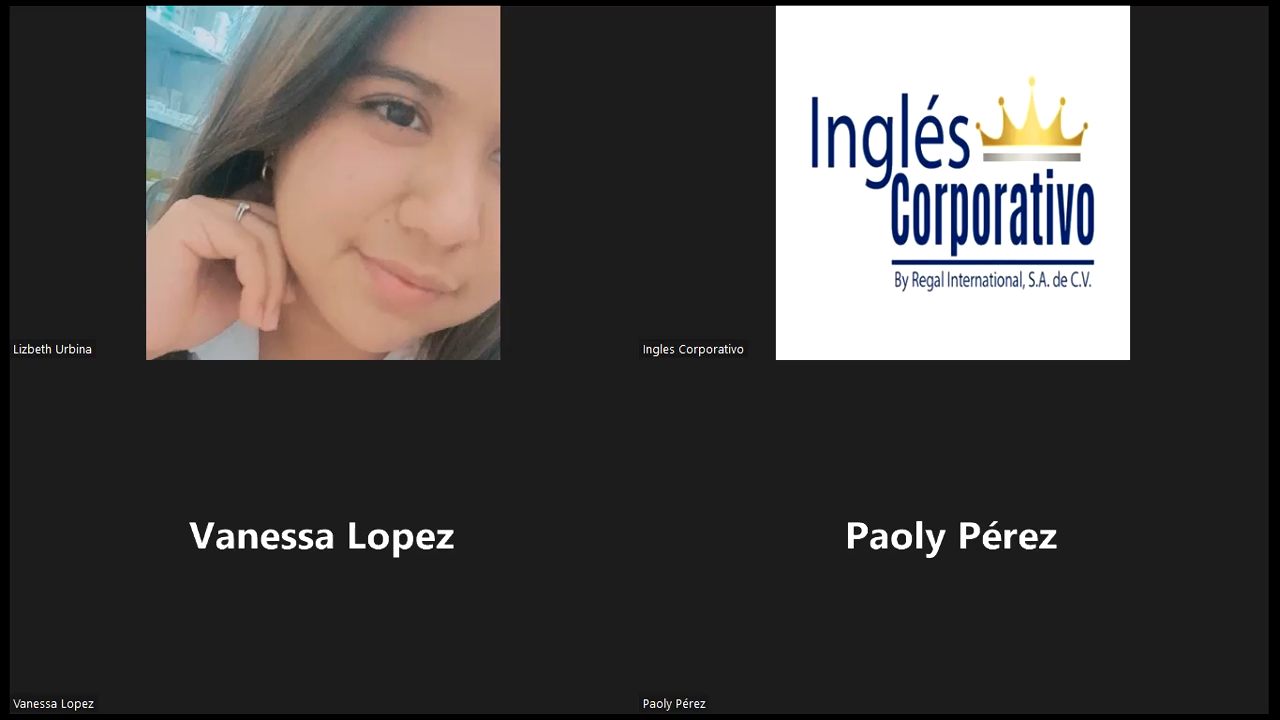 Inglés
Corporativo
By Regal International, S.A. de C.V.
Lizbeth Urbina
Ingles Corporativo
Vanessa Lopez
Paoly Pérez
Vanessa Lopez
Paoly Pérez